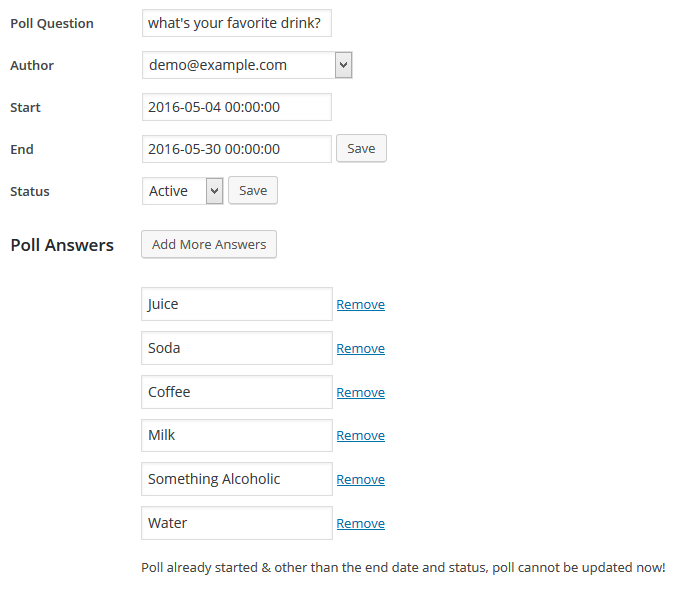 Poll Question what's your favorite drink?
Author demo@example.com
Start 2016-05-04 00:00:00
End 2016-05-30 00:00:00 Save
Status Active Save
Poll Answers Add More Answers
Juice Remove
Soda Remove
Coffee Remove
Milk Remove
Something Alcoholic Remove
Water Remove
Poll already started & other than the end date and status, poll cannot be updated now!